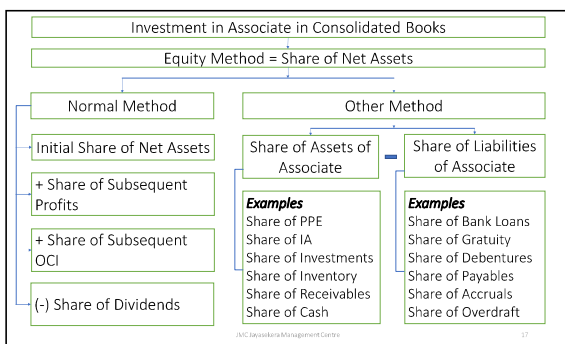 Investment in Associate in Consolidated Books
Equity Method = Share of Net Assets
Normal Method
Other Method
Initial Share of Net Assets
+ Share of Subsequent
Profits
+ Share of Subsequent
OCI
(-) Share of Dividends
Share of Assets of
Associate
Share of Liabilities
of Associate
Examples
Share of PPE
Share of IA
Share of Investments
Share of Inventory
Share of Receivables
Share of Cash
Examples
Share of Bank Loans
Share of Gratuity
Share of Debentures
Share of Payables
Share of Accruals
Share of Overdraft
JMC Jayasekera Management Centre
17